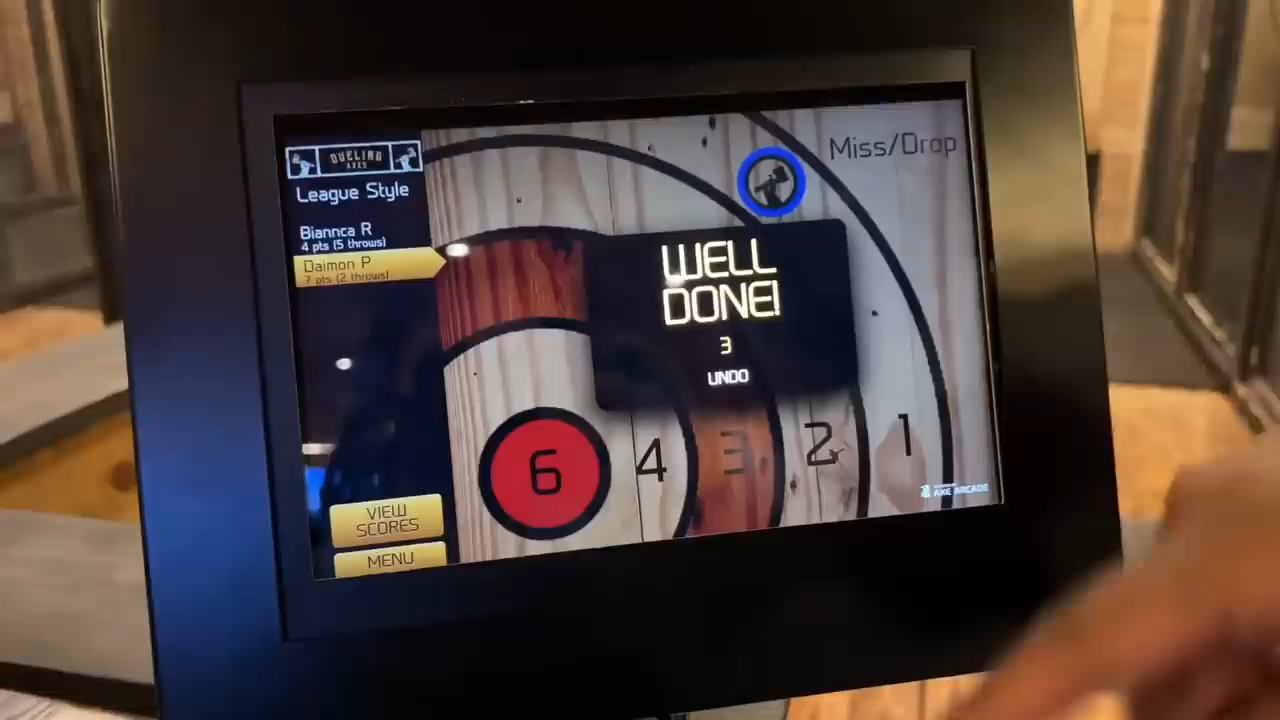 DUELING
AXES
League Style
Biannca R
4 pts (5 throws)
Daimon P
7 pts (2 throws)
VIEW
SCORES
MENU
Miss/Drop
WELL
DONE!
3
UNDO
6
4
3
2
1
AXE ARCADE